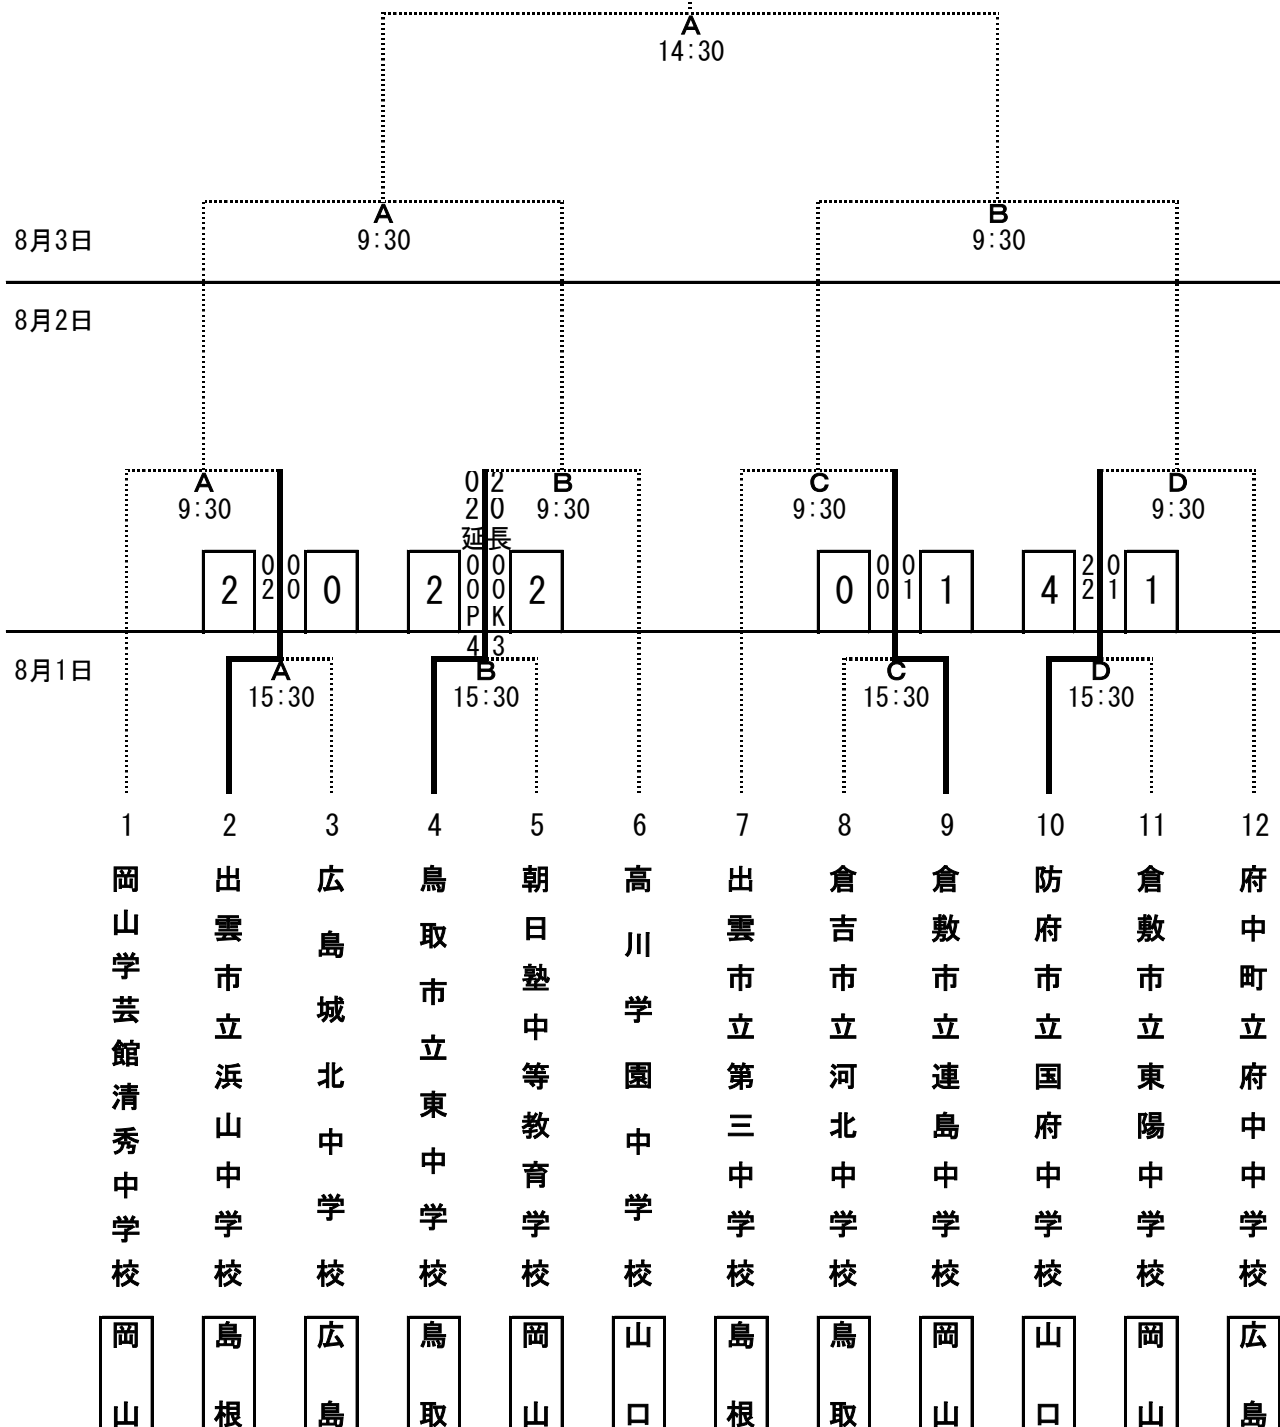 A
14:30
A
9:30
B
9:30
8月3日
8月2日
A
9:30
0 2
2 0
延長
0 0
0 0
P K
4 3
B
9:30
C
9:30
D
9:30
2
0 0
2 0
0
2
2
0
0 0
0 1
1
4
2 0
2 1
1
8月1日
A
15:30
B
15:30
C
15:30
D
15:30
1
2
3
4
5
6
7
8
9
10
11
12
岡山学芸館清秀中学校
出雲市立浜山中学校
広島城北中学校
鳥取市立東中学校
朝日塾中等教育学校
高川学園中学校
出雲市立第三中学校
倉吉市立河北中学校
倉敷市立連島中学校
防府市立国府中学校
倉敷市立東陽中学校
府中町立府中中学校
岡山
島根
広島
鳥取
岡山
山口
島根
鳥取
岡山
山口
岡山
広島